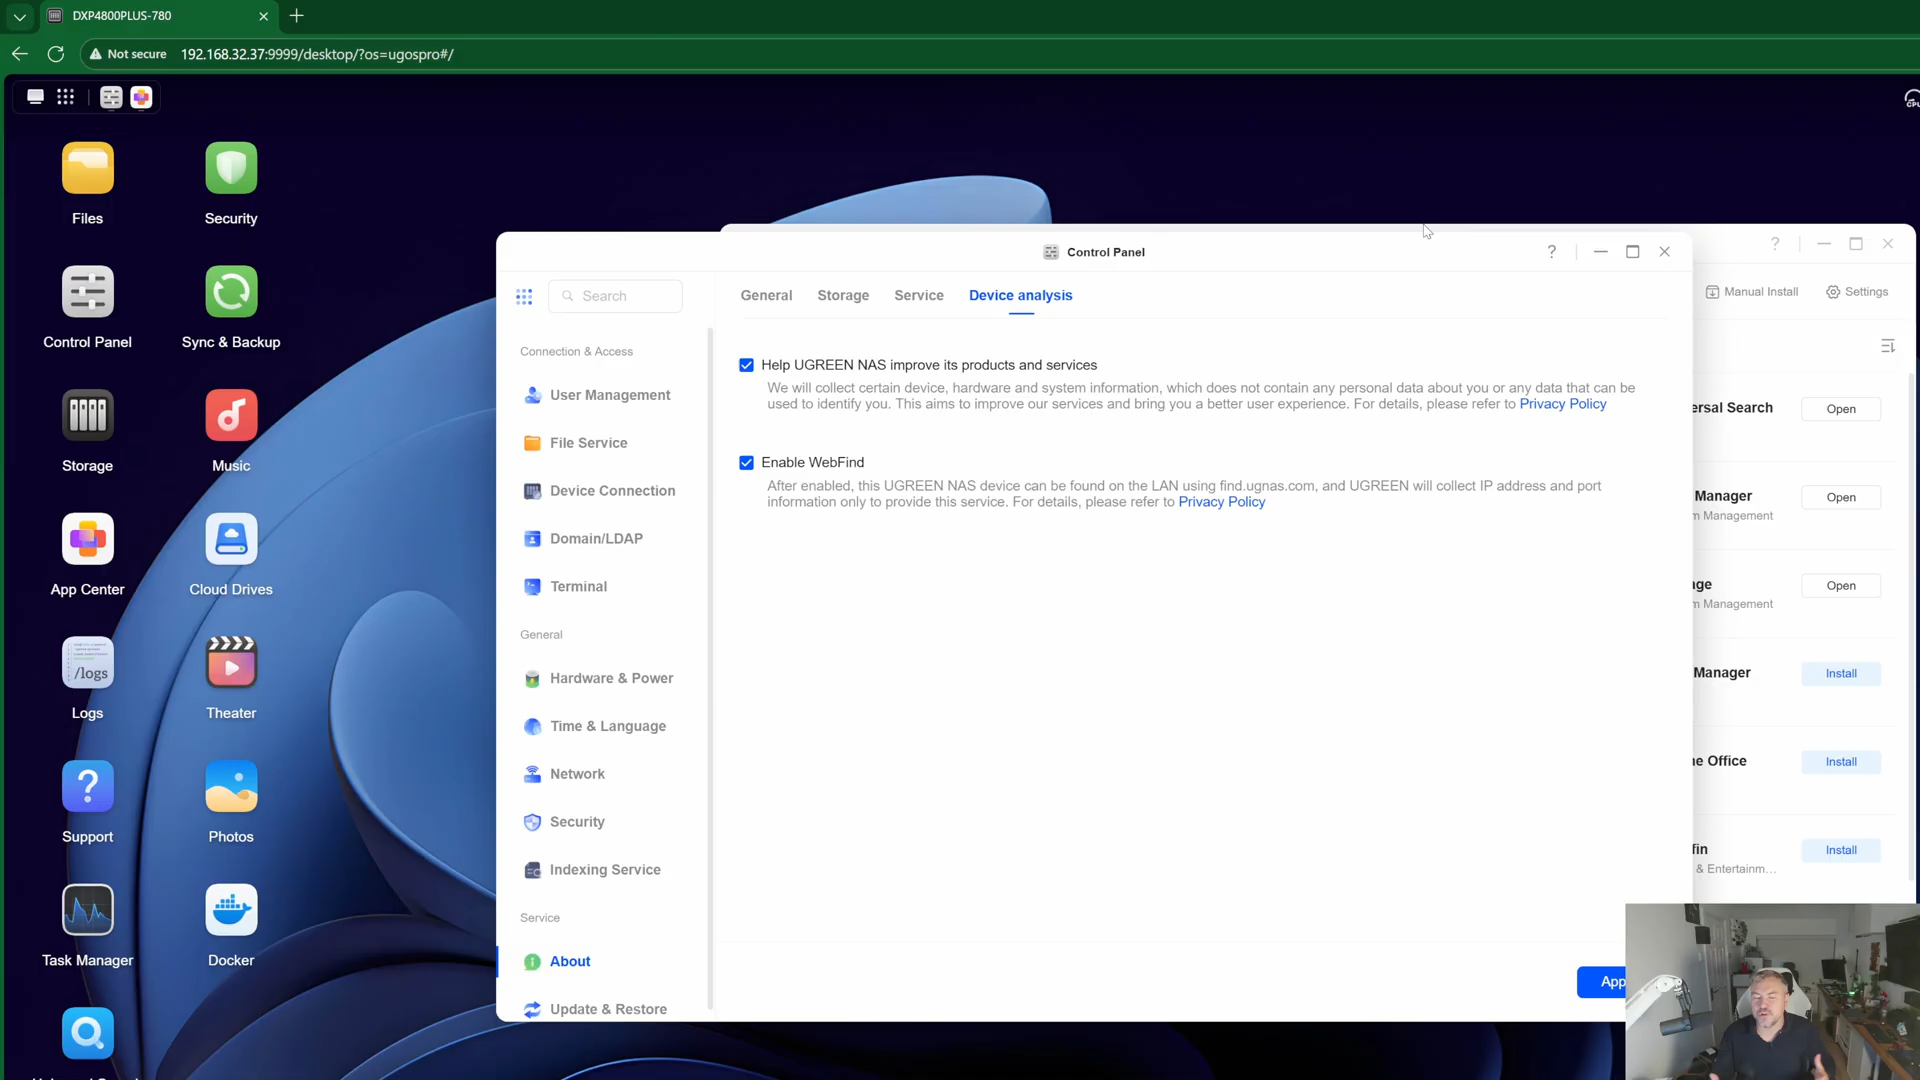 DXP4800PLUS-780
Not secure
192.168.32.37:9999/desktop/?os=ugospro#/
CPU
Files
Security
Control Panel
Sync & Backup
Storage
Music
App Center
Cloud Drives
/logs
Logs
Theater
Support
Photos
Task Manager
Docker
Control Panel
Search
General
Storage
Service
Device analysis
Connection & Access
User Management
File Service
Device Connection
Domain/LDAP
Terminal
General
Hardware & Power
Time & Language
Network
Security
Indexing Service
Service
About
Update & Restore
Help UGREEN NAS improve its products and services
We will collect certain device, hardware and system information, which does not contain any personal data about you or any data that can be
used to identify you. This aims to improve our services and bring you a better user experience. For details, please refer to Privacy Policy
Enable WebFind
After enabled, this UGREEN NAS device can be found on the LAN using find.ugnas.com, and UGREEN will collect IP address and port
information only to provide this service. For details, please refer to Privacy Policy
App
Manual Install
Settings
ersal Search
Open
Manager
m Management
Open
age
m Management
Open
Manager
Install
ne Office
Install
fin
& Entertainm...
Install